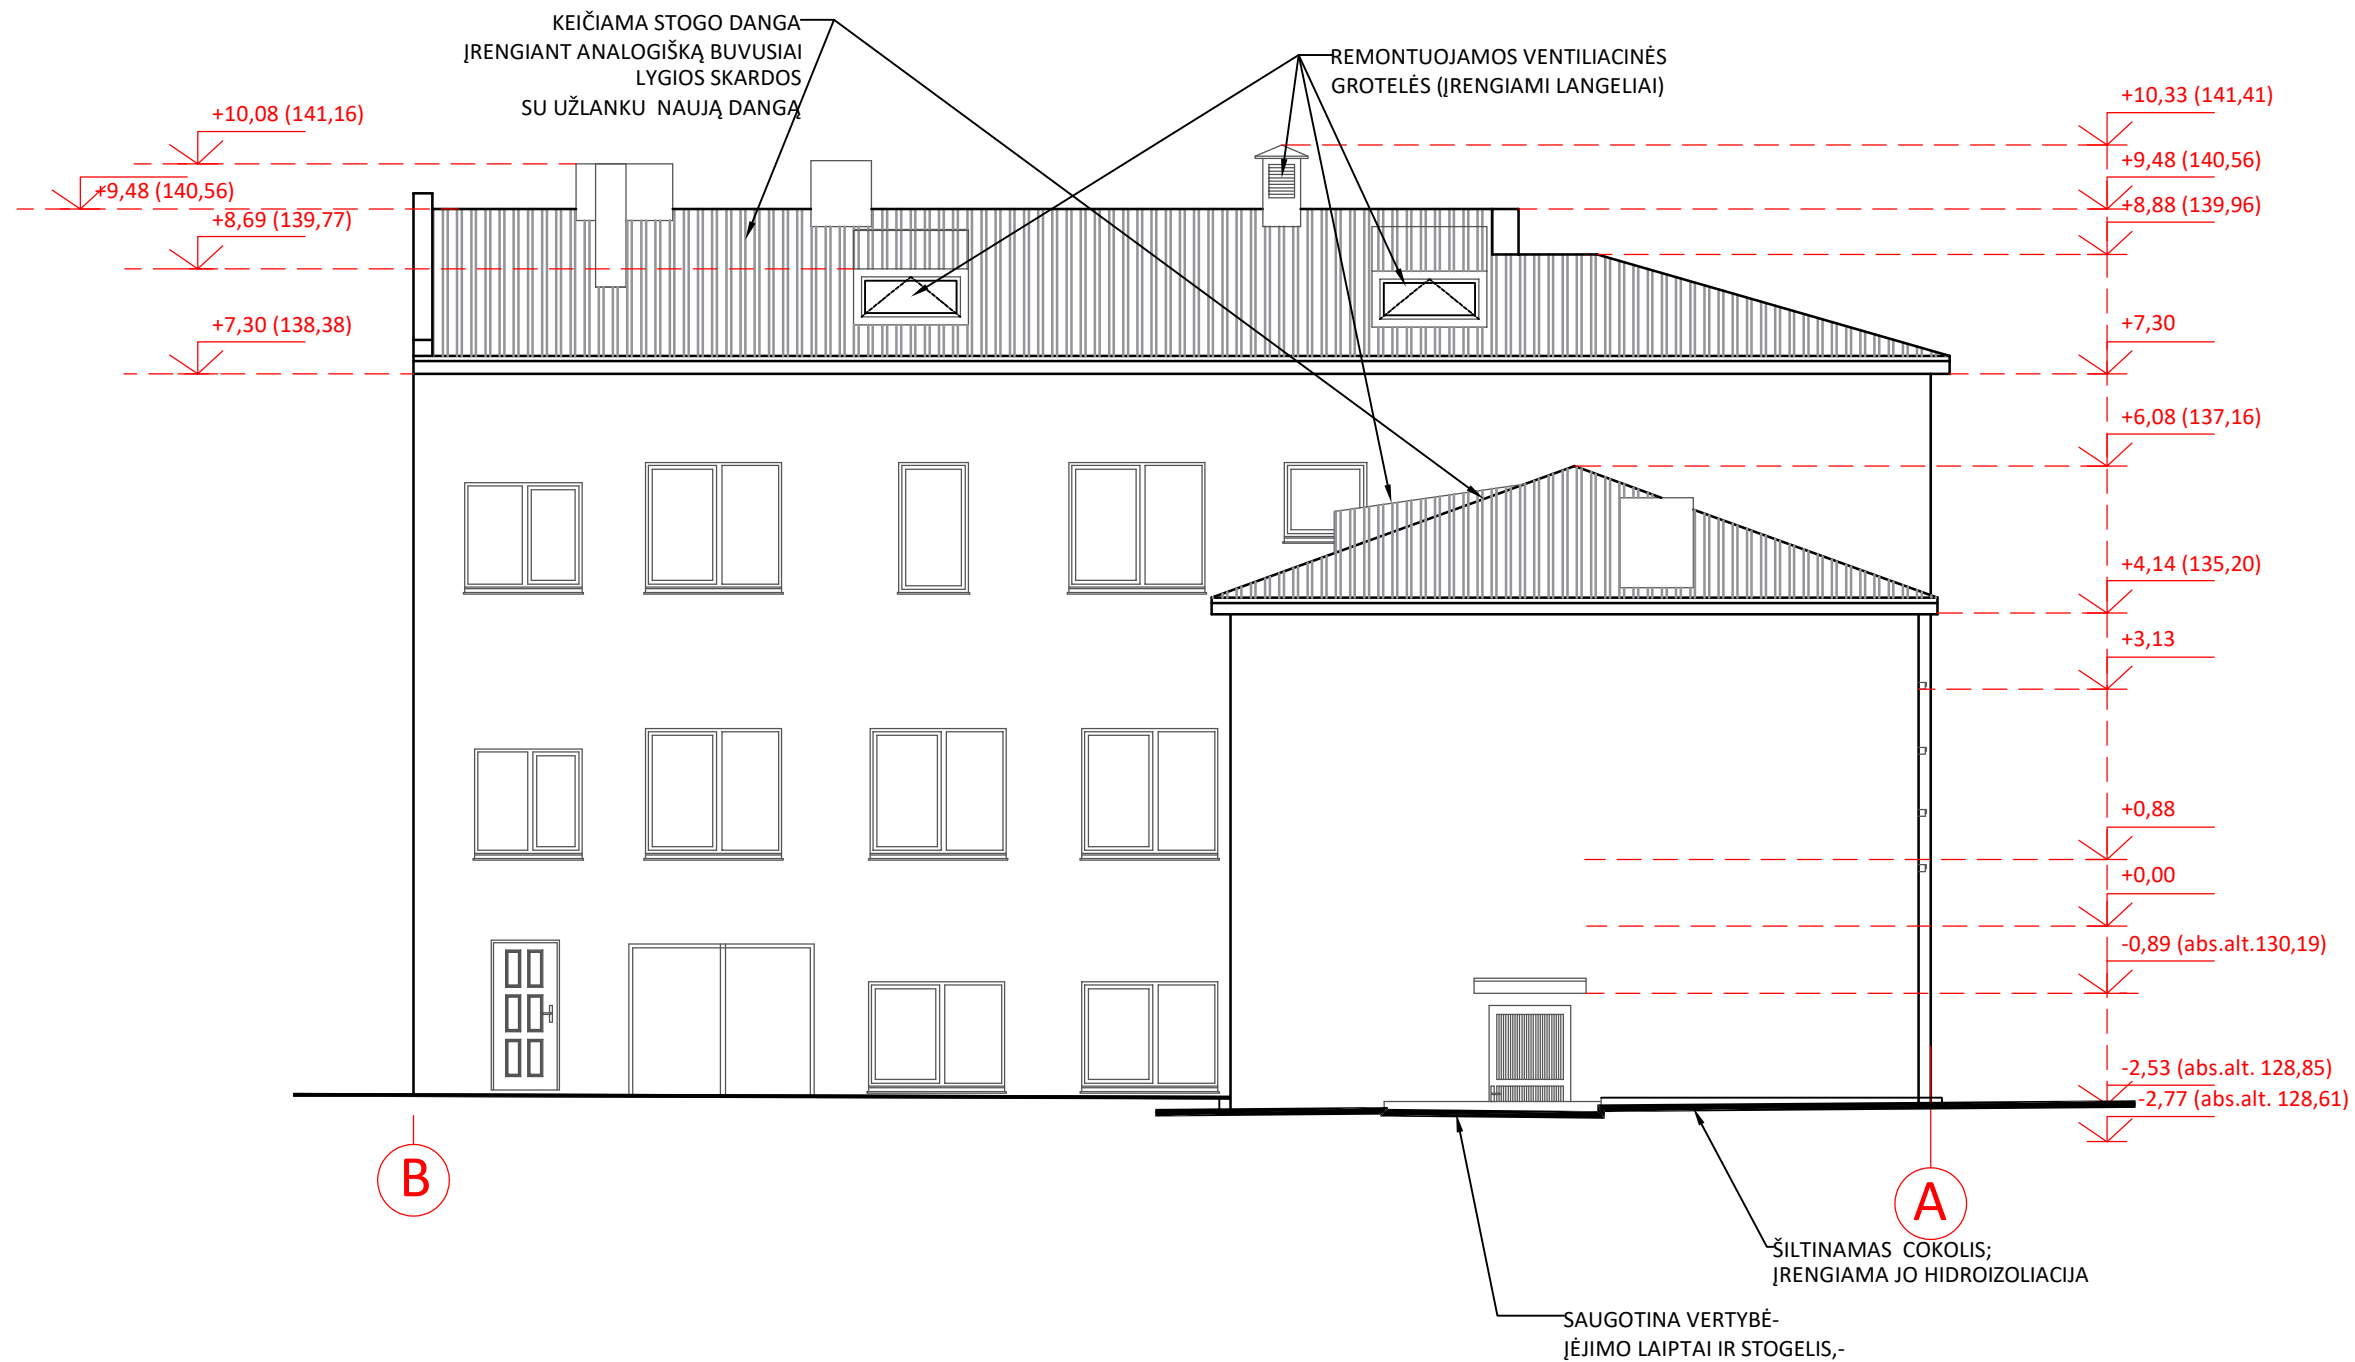 KEIČIAMA STOGO DANGA
ĮRENGIANT ANALOGIŠKĄ BUVUSIAI
LYGIOS SKARDOS
SU UŽLANKU NAUJĄ DANGĄ
REMONTUOJAMOS VENTILIACINĖS
GROTELĖS (ĮRENGIAMI LANGELIAI)
+10,08 (141,16)
+9,48 (140,56)
+8,69 (139,77)
+7,30 (138,38)
+10,33 (141,41)
+9,48 (140,56)
+8,88 (139,96)
+7,30
+6,08 (137,16)
+4,14 (135,20)
+3,13
+0,88
+0,00
-0,89 (abs.alt.130,19)
-2,53 (abs.alt. 128,85)
-2,77 (abs.alt. 128,61)
B
A
ŠILTINAMAS COKOLIS;
ĮRENGIAMA JO HIDROIZOLIACIJA
SAUGOTINA VERTYBĖ-
ĮĖJIMO LAIPTAI IR STOGELIS,-